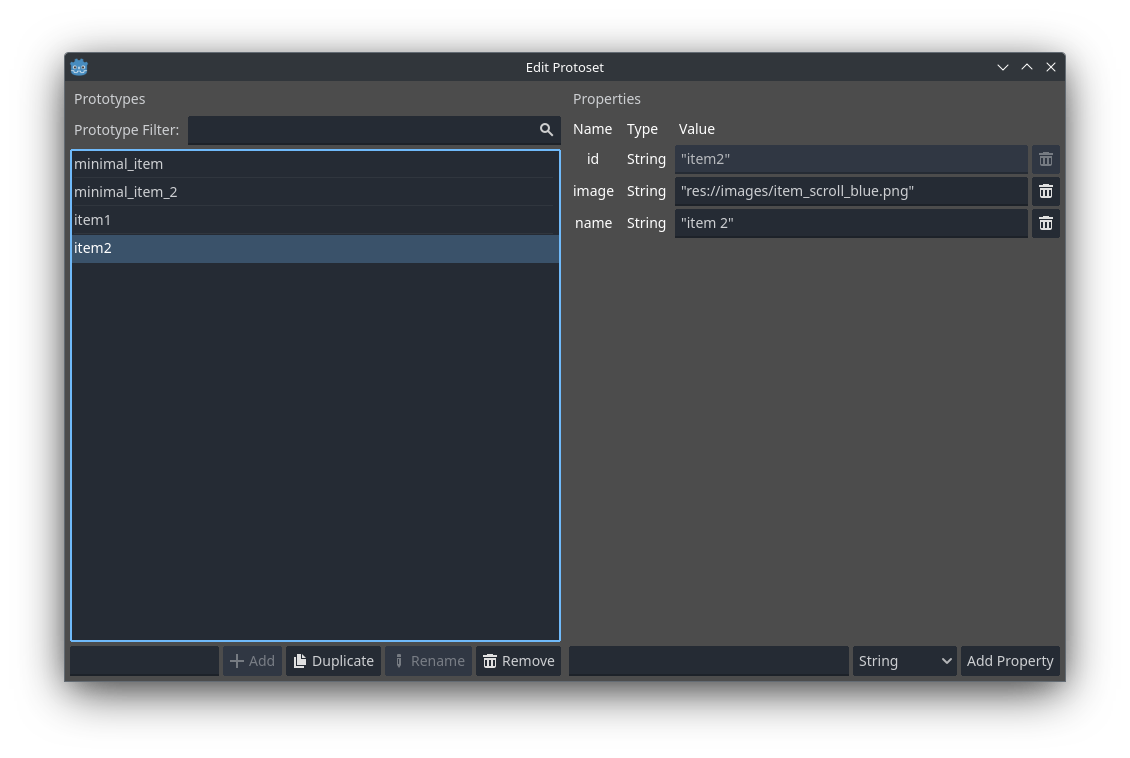 Edit Protoset
Prototypes
Prototype Filter:
minimal_item
minimal_item_2
item1
item2
Add Duplicate Rename Remove
Properties
Name Type Value
id String "item2"
image String "res://images/item_scroll_blue.png"
name String "item 2"
String Add Property